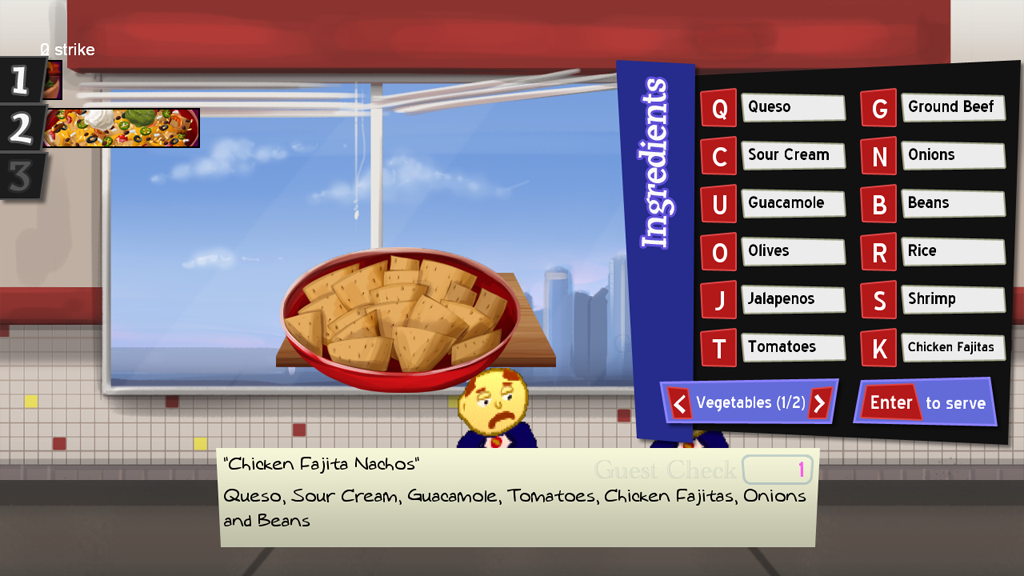 0 strike
1
2
3
Ingredients
Q Queso
G Ground Beef
C Sour Cream
N Onions
U Guacamole
B Beans
O Olives
R Rice
J Jalapenos
S Shrimp
T Tomatoes
K Chicken Fajitas
< Vegetables (1/2) >
Enter to serve
"Chicken Fajita Nachos"
Guest Check 1
Queso, Sour Cream, Guacamole, Tomatoes, Chicken Fajitas, Onions
and Beans